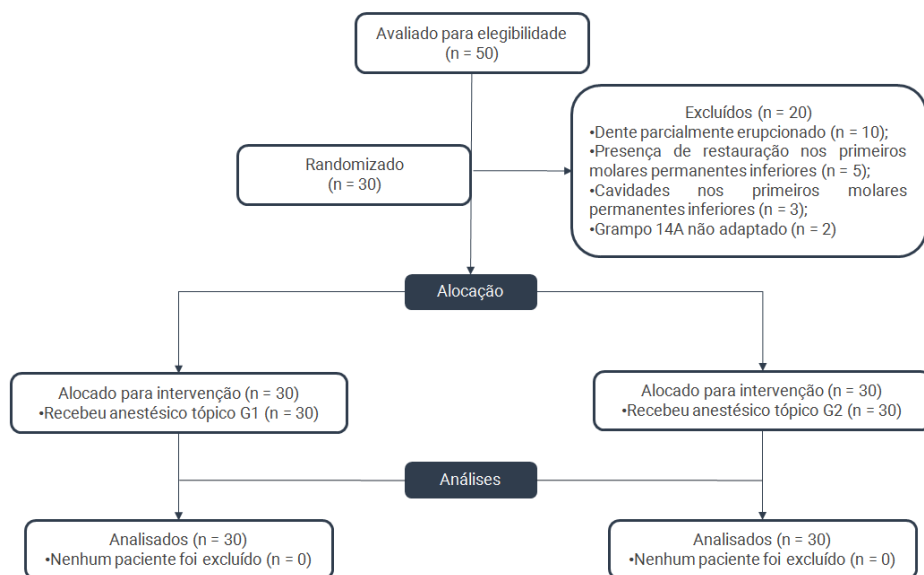 Avaliado para elegibilidade
(n = 50)
Excluídos (n = 20)
•Dente parcialmente erupcionado (n = 10);
•Presença de restauração nos primeiros
molares permanentes inferiores (n = 5);
•Cavidades nos primeiros molares
permanentes inferiores (n = 3);
•Grampo 14A não adaptado (n = 2)
Randomizado
(n = 30)
Alocação
Alocado para intervenção (n = 30)
•Recebeu anestésico tópico G1 (n = 30)
Alocado para intervenção (n = 30)
•Recebeu anestésico tópico G2 (n = 30)
Análises
Analisados (n = 30)
•Nenhum paciente foi excluído (n = 0)
Analisados (n = 30)
•Nenhum paciente foi excluído (n = 0)